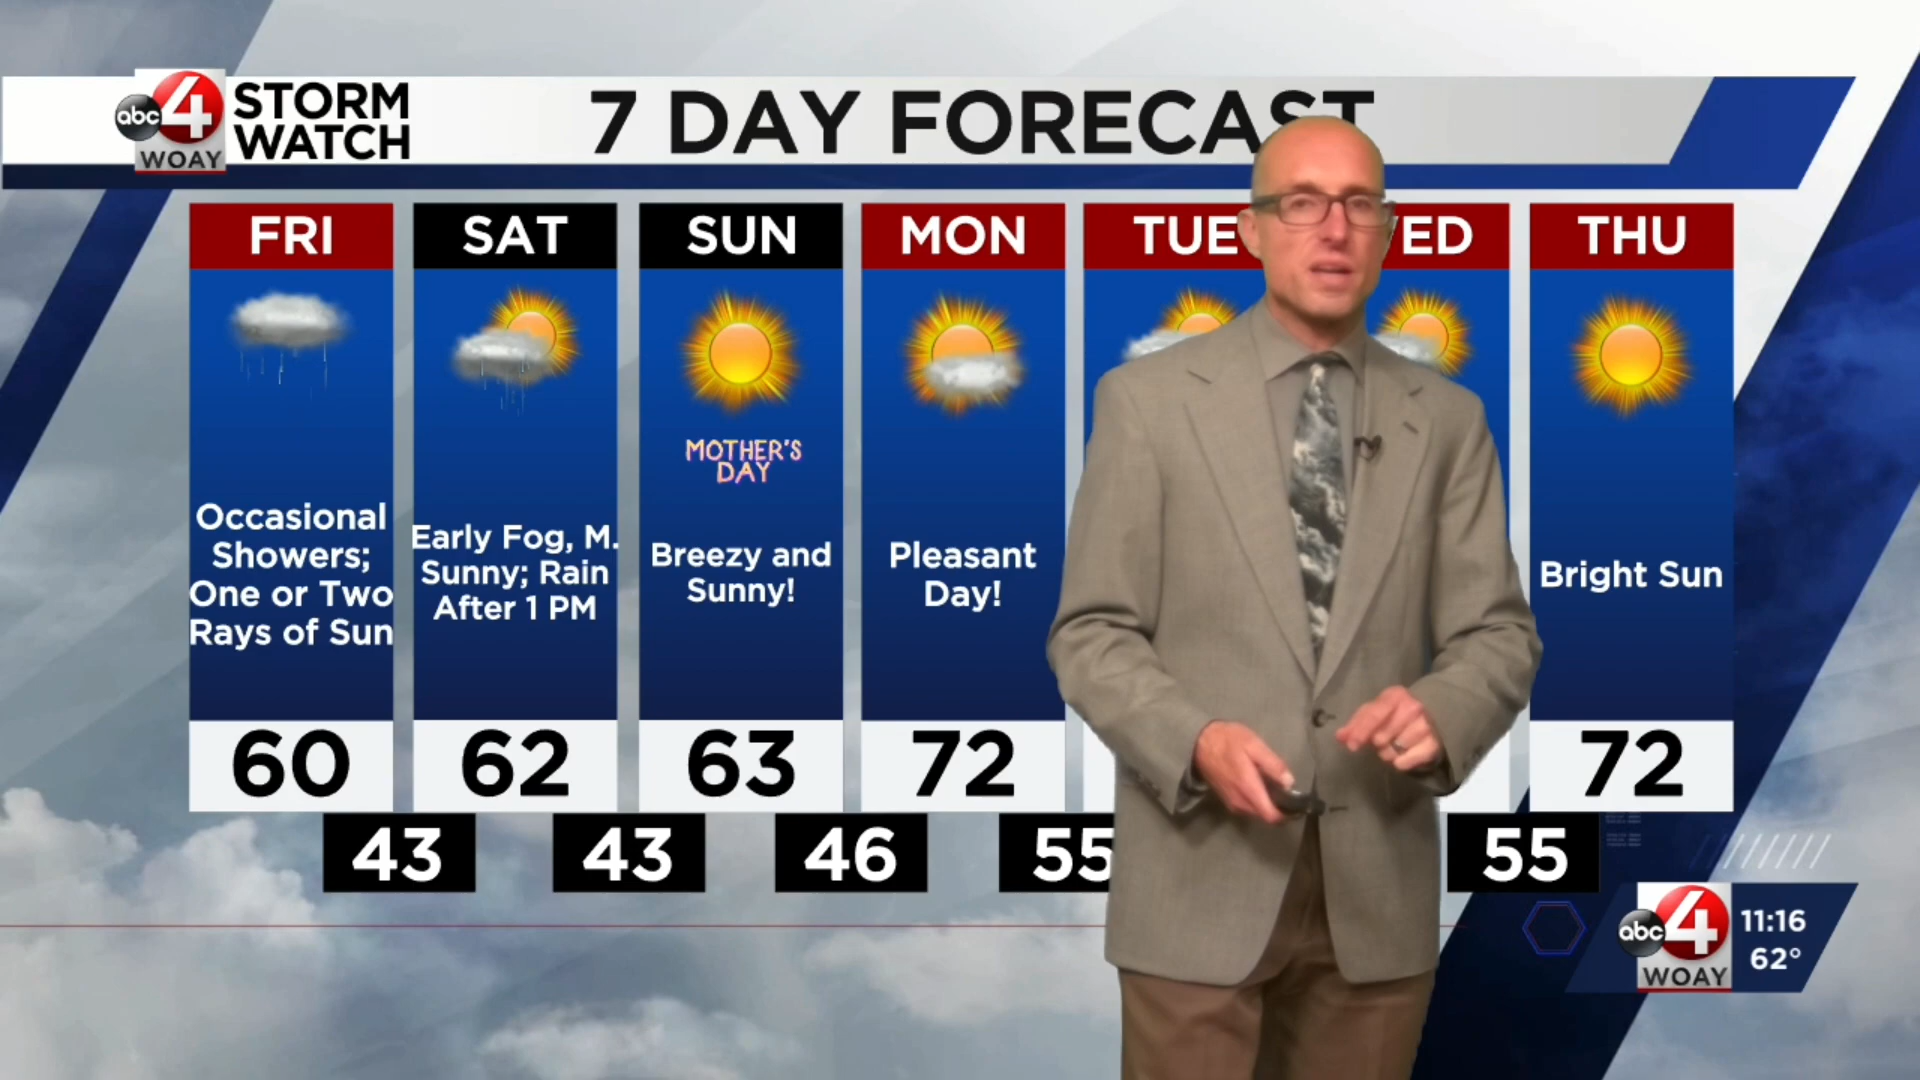 abc 4
WOAY
STORM
WATCH
7 DAY FORECAST
FRI
SAT
SUN
MON
TUE
THU
MOTHER'S
DAY
Occasional
Showers;
One or Two
Rays of Sun
Early Fog, M.
Sunny; Rain
After 1 PM
Breezy and
Sunny!
Pleasant
Day!
Bright Sun
60
62
63
72
72
43
43
46
55
55
abc 4
WOAY
11:16
62°